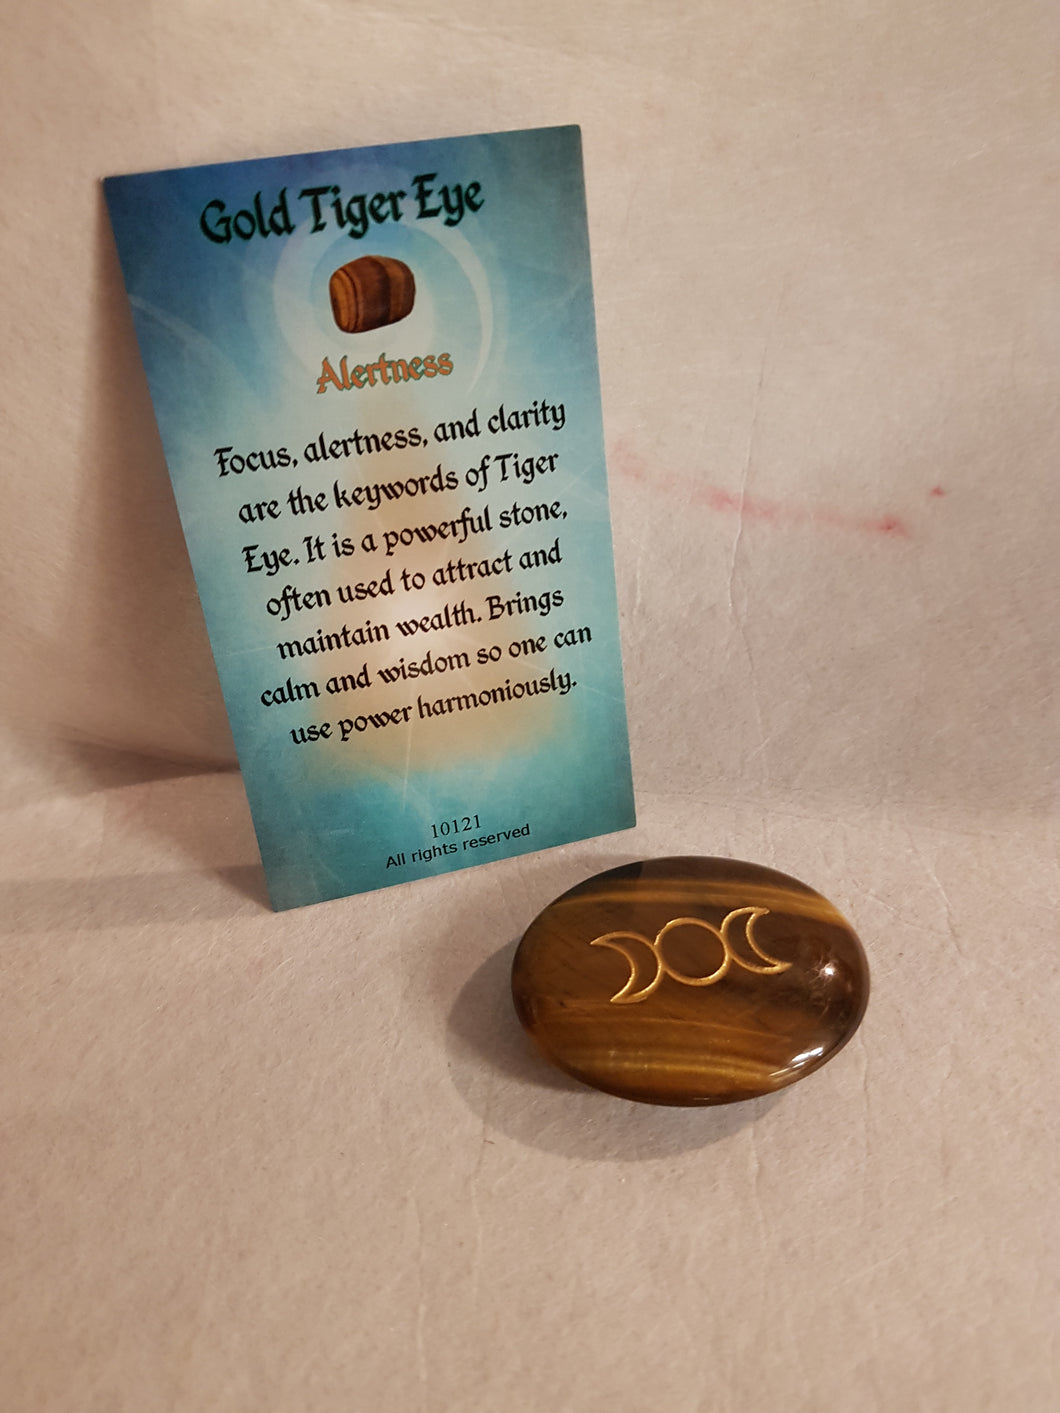 Gold Tiger Eye
Alertness
Focus, alertness, and clarity
are the keywords of Tiger
Eye. It is a powerful stone,
often used to attract and
maintain wealth. Brings
calm and wisdom so one can
use power harmoniously.
10121
All rights reserved